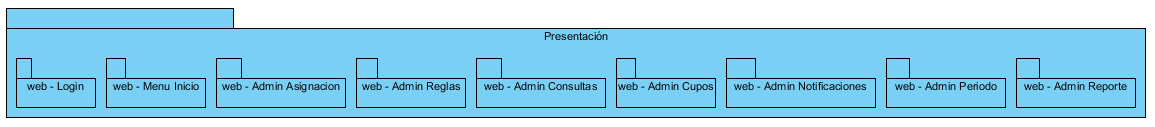 Presentación
web - Login
web - Menu Inicio
web - Admin Asignacion
web - Admin Reglas
web - Admin Consultas
web - Admin Cupos
web - Admin Notificaciones
web - Admin Periodo
web - Admin Reporte